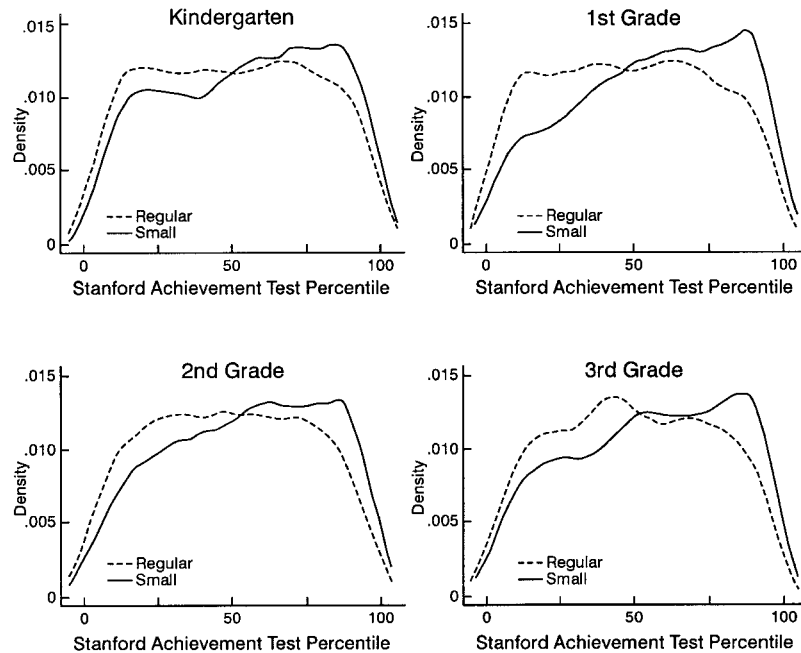 Kindergarten
.015
.010
.005
0
Density
Regular
Small
0 50 100
Stanford Achievement Test Percentile
1st Grade
.015
.010
.005
0
Density
Regular
Small
0 50 100
Stanford Achievement Test Percentile
2nd Grade
.015
.010
.005
0
Density
Regular
Small
0 50 100
Stanford Achievement Test Percentile
3rd Grade
.015
.010
.005
0
Density
Regular
Small
0 50 100
Stanford Achievement Test Percentile